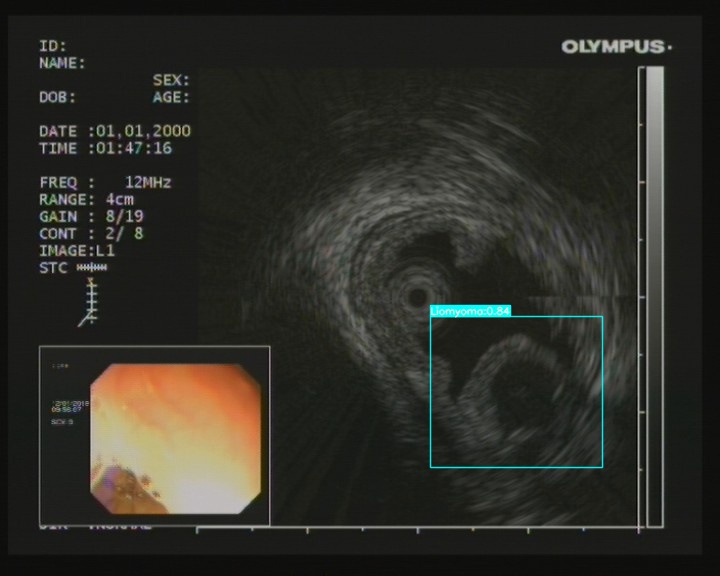 ID:
OLYMPUS
NAME:
SEX:
DOB: AGE:
DATE :01,01,2000
TIME :01:47:16
FREQ : 12MHz
RANGE: 4cm
GAIN : 8/19
CONT : 2/ 8
IMAGE:L1
STC
Liomyoma:0.84